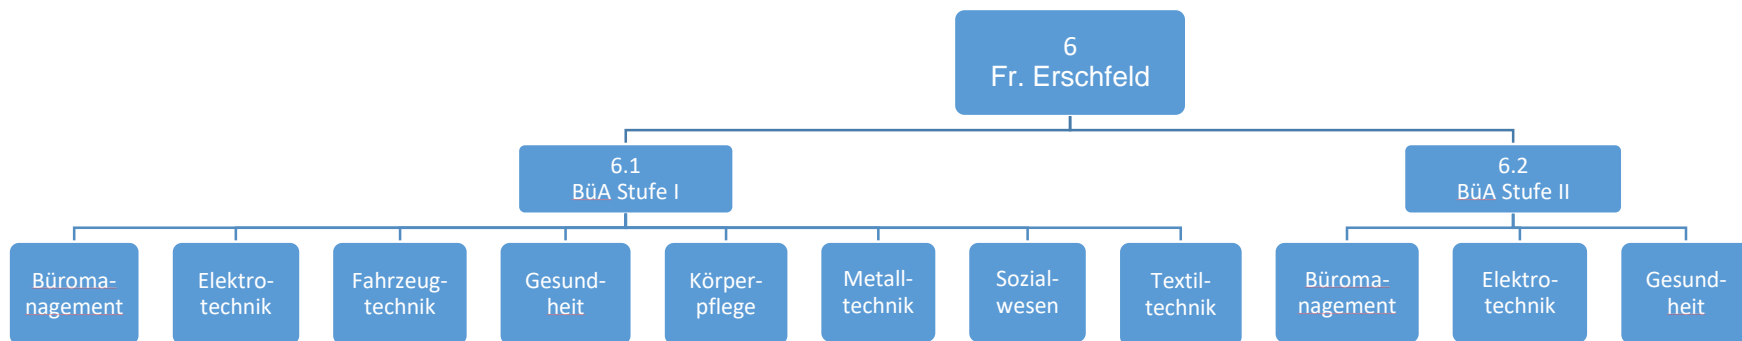 6
Fr. Erschfeld
6.1
BüA Stufe I
6.2
BüA Stufe II
Büroma-
nagement
Elektro-
technik
Fahrzeug-
technik
Gesund-
heit
Körper-
pflege
Metall-
technik
Sozial-
wesen
Textil-
technik
Büroma-
nagement
Elektro-
technik
Gesund-
heit